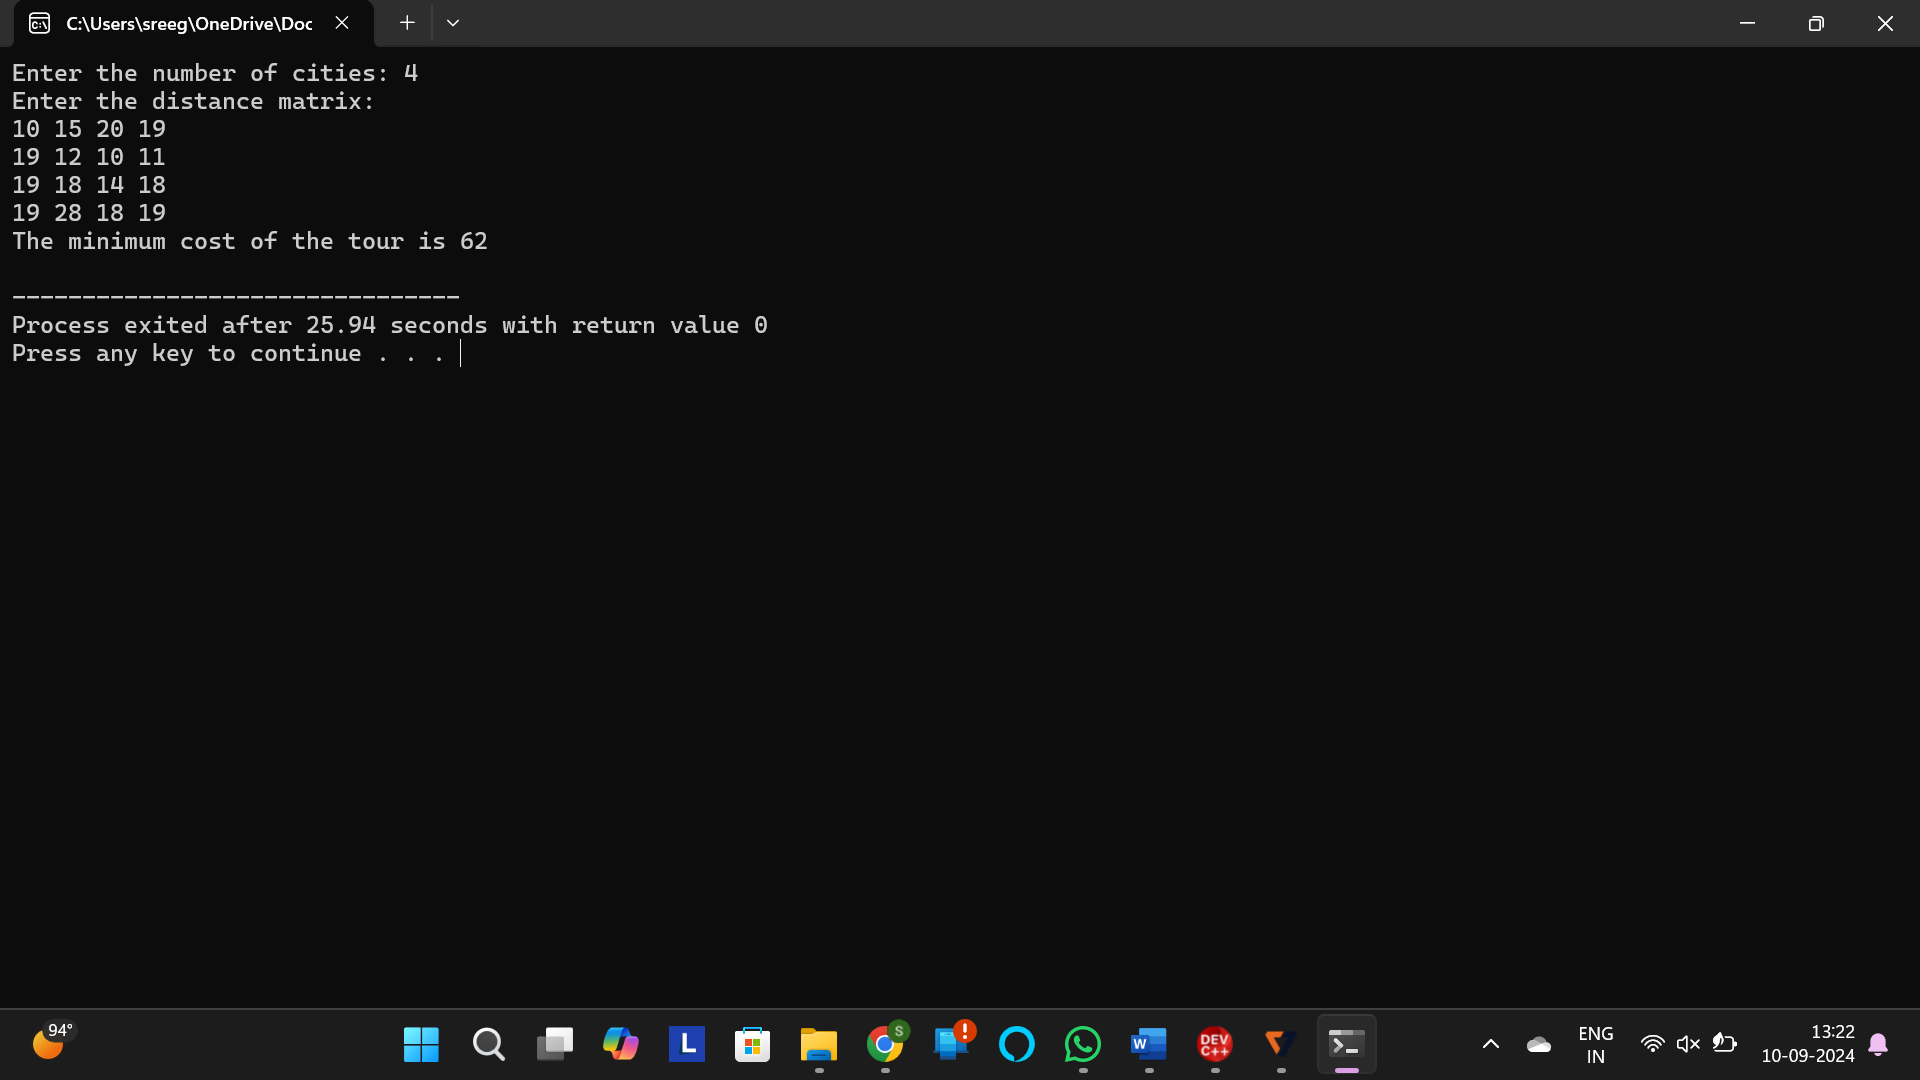 C:\Users\sreeg\OneDrive\Doc
Enter the number of cities: 4
Enter the distance matrix:
10 15 20 19
19 12 10 11
19 18 14 18
19 28 18 19
The minimum cost of the tour is 62
--------------------------------
Process exited after 25.94 seconds with return value 0
Press any key to continue . . .
94°
L
S
W
DEV
C++
ENG
IN
13:22
10-09-2024